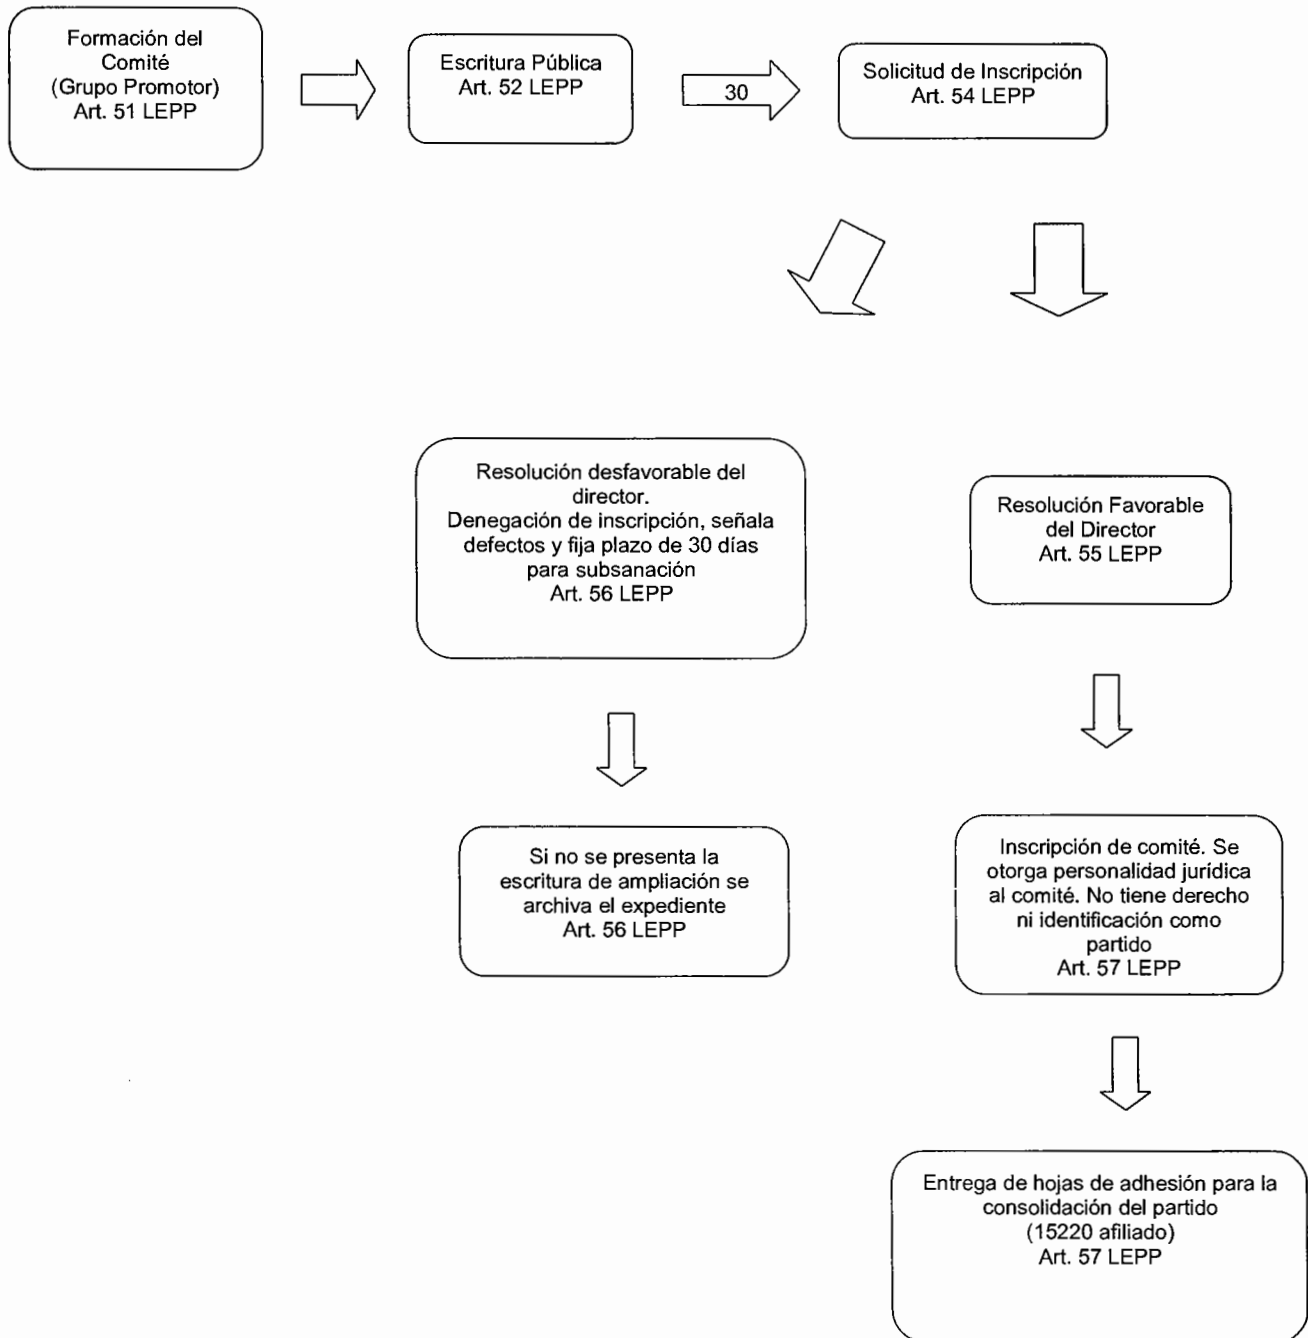 Formación del
Comité
(Grupo Promotor)
Art. 51 LEPP
Escritura Pública
Art. 52 LEPP
30
Solicitud de Inscripción
Art. 54 LEPP
Resolución desfavorable del
director.
Denegación de inscripción, señala
defectos y fija plazo de 30 días
para subsanación
Art. 56 LEPP
Resolución Favorable
del Director
Art. 55 LEPP
Si no se presenta la
escritura de ampliación se
archiva el expediente
Art. 56 LEPP
Inscripción de comité. Se
otorga personalidad jurídica
al comité. No tiene derecho
ni identificación como
partido
Art. 57 LEPP
Entrega de hojas de adhesión para la
consolidación del partido
(15220 afiliado)
Art. 57 LEPP